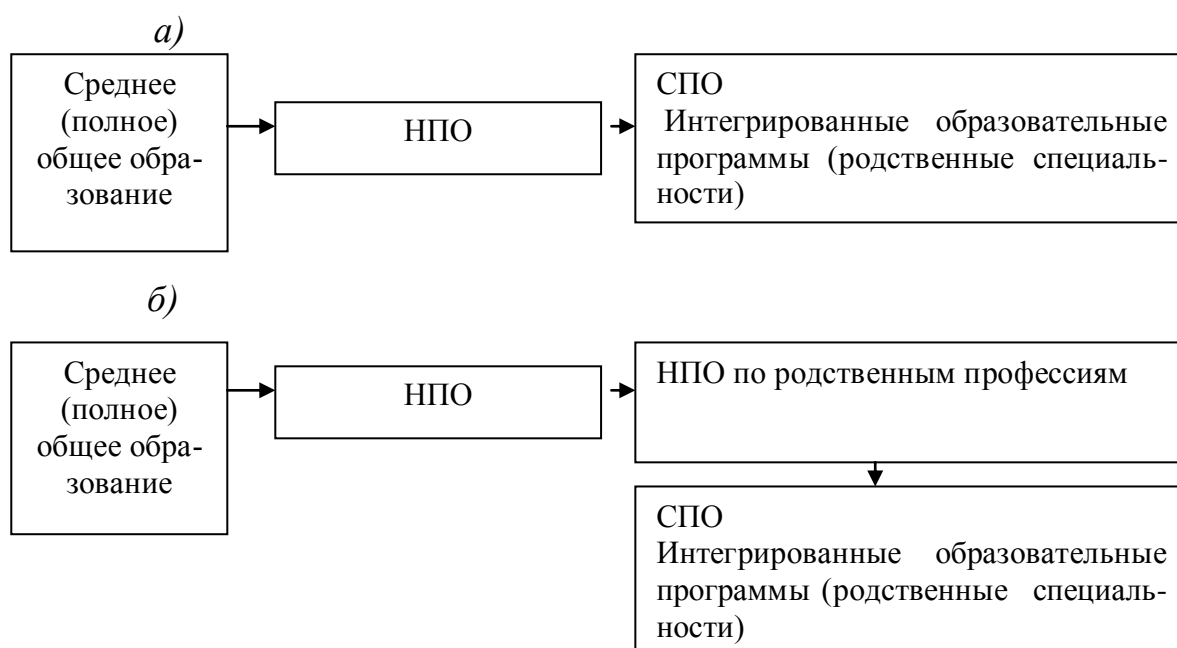 а)
Среднее
(полное)
общее обра-
зование
НПО
СПО
Интегрированные образовательные
программы (родственные специаль-
ности)
б)
Среднее
(полное)
общее обра-
зование
НПО
НПО по родственным профессиям
СПО
Интегрированные образовательные
программы (родственные специаль-
ности)